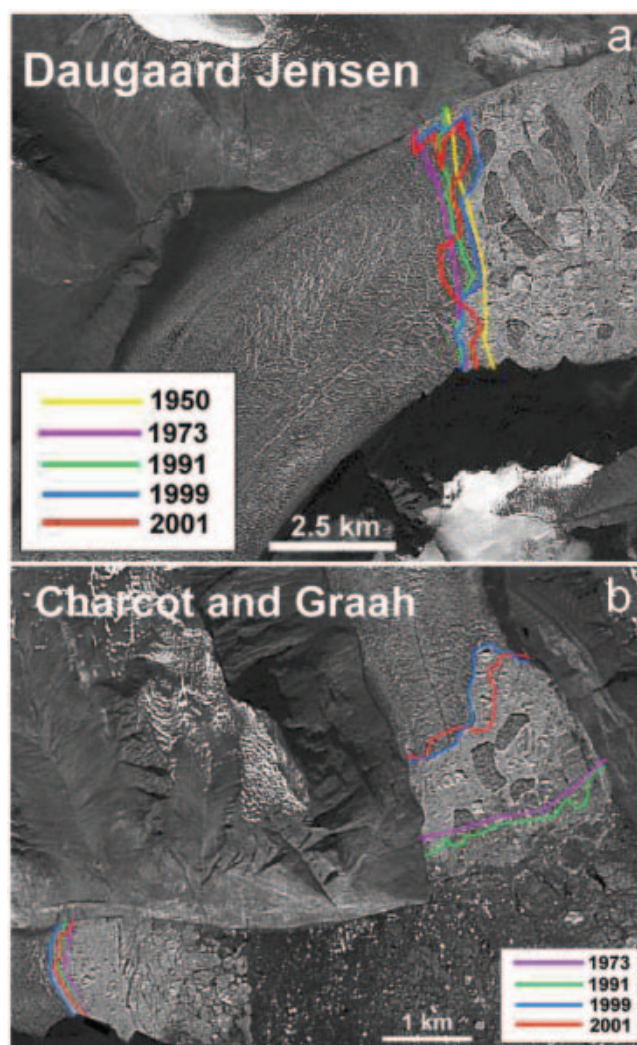 a
Daugaard Jensen
1950
1973
1991
1999
2001
2.5 km
Charcot and Graah
b
1973
1991
1999
2001
1 km